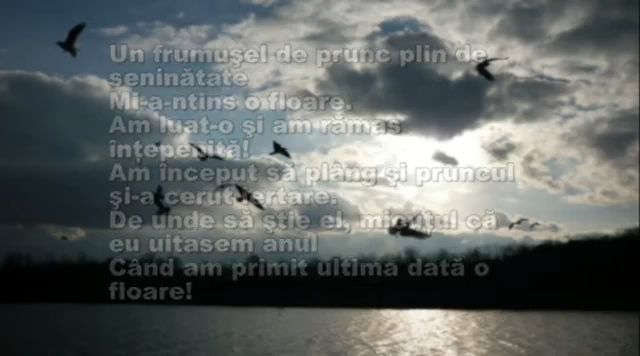 Un frumuşel de prunc plin de
seninătate
Mi-a-ntins o floare.
Am luat-o şi am rămas
înţepenită!
Am început să plâng şi pruncul
şi-a cerut iertare.
De unde să ştie el, micuţul că
eu uitasem anul
Când am primit ultima dată o
floare!